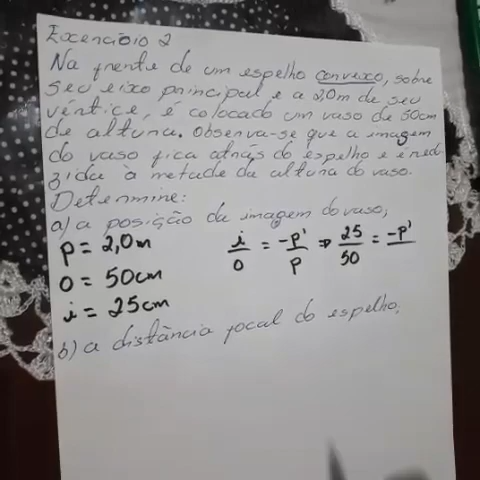 Exercício 2
Na frente de um espelho convexo, sobre
seu eixo principal e a 2,0m de seu
vértice, é colocado um vaso de 50cm
de altura. Observa-se que a imagem
do vaso fica atrás do espelho e é redu-
zida à metade da altura do vaso.
Determine:
a) a posição da imagem do vaso;
p = 2,0m
i/o = -p'/p ⇒ 25/50 = -p'/
o = 50cm
i = 25cm
b) a distância focal do espelho.